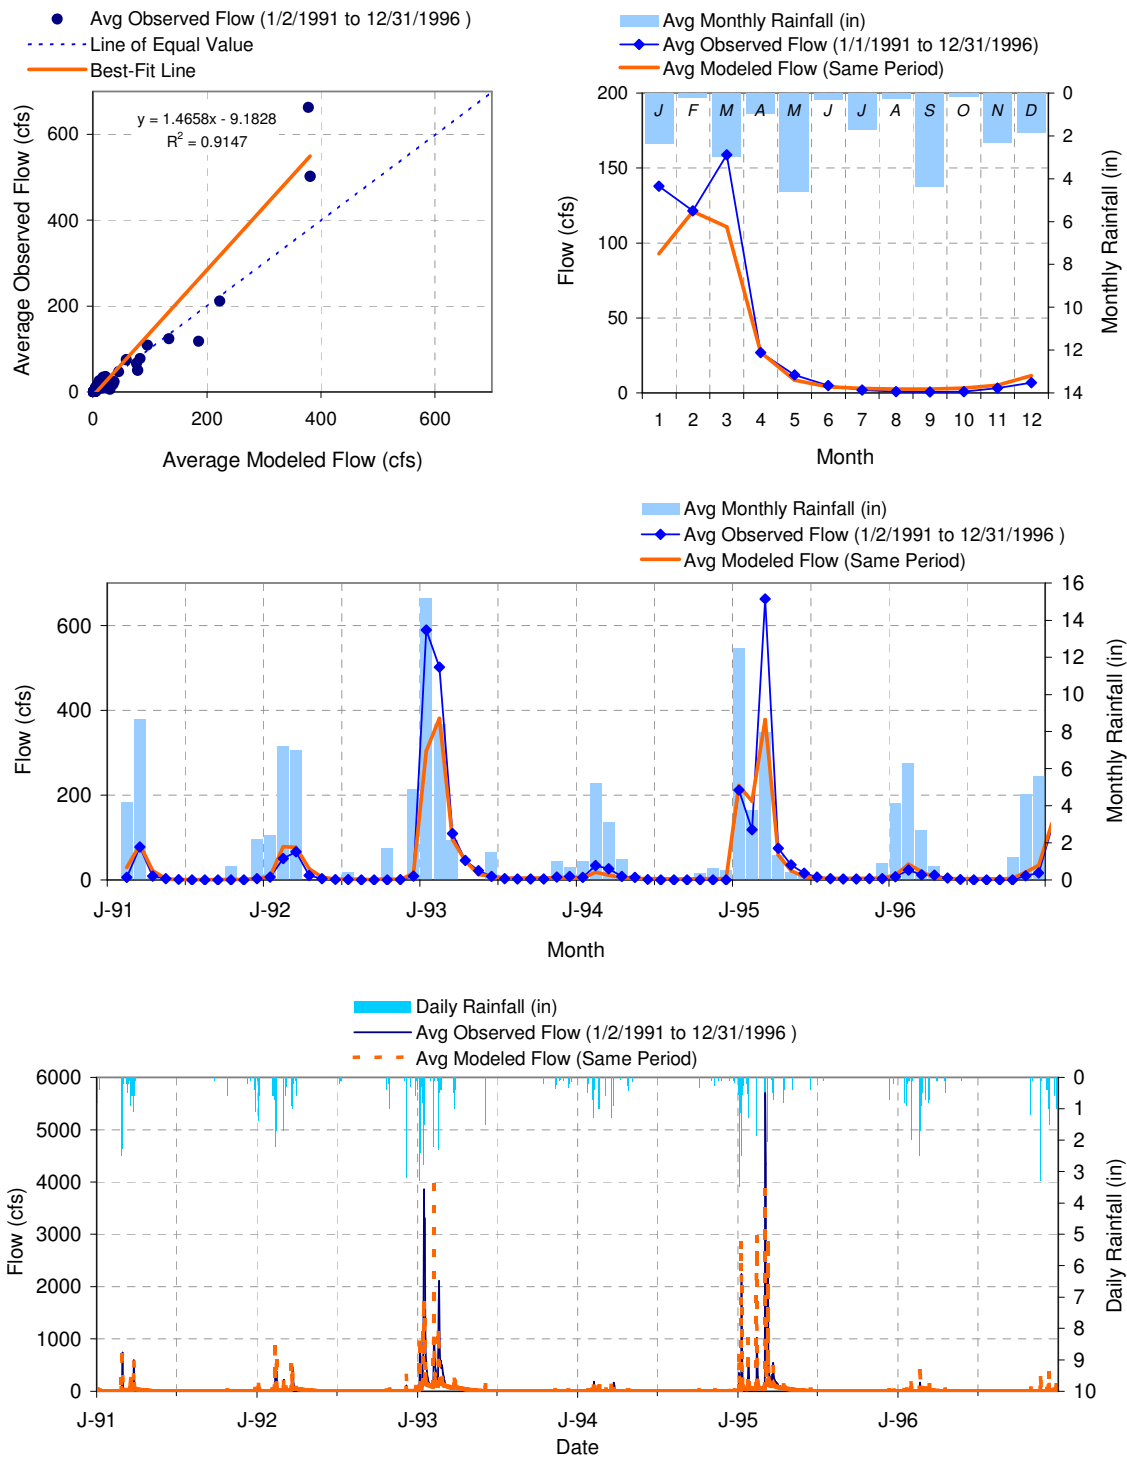 Avg Observed Flow (1/2/1991 to 12/31/1996 )
Line of Equal Value
Best-Fit Line
y = 1.4658x - 9.1828
R² = 0.9147
Average Observed Flow (cfs)
600
400
200
0
0 200 400 600
Average Modeled Flow (cfs)
Avg Monthly Rainfall (in)
Avg Observed Flow (1/1/1991 to 12/31/1996)
Avg Modeled Flow (Same Period)
J F M A M J J A S O N D
Flow (cfs)
200
150
100
50
0
Monthly Rainfall (in)
0
2
4
6
8
10
12
14
1 2 3 4 5 6 7 8 9 10 11 12
Month
Avg Monthly Rainfall (in)
Avg Observed Flow (1/2/1991 to 12/31/1996 )
Avg Modeled Flow (Same Period)
Flow (cfs)
600
400
200
0
Monthly Rainfall (in)
16
14
12
10
8
6
4
2
0
J-91 J-92 J-93 J-94 J-95 J-96
Month
Daily Rainfall (in)
Avg Observed Flow (1/2/1991 to 12/31/1996 )
Avg Modeled Flow (Same Period)
Flow (cfs)
6000
5000
4000
3000
2000
1000
0
Daily Rainfall (in)
0
1
2
3
4
5
6
7
8
9
10
J-91 J-92 J-93 J-94 J-95 J-96
Date